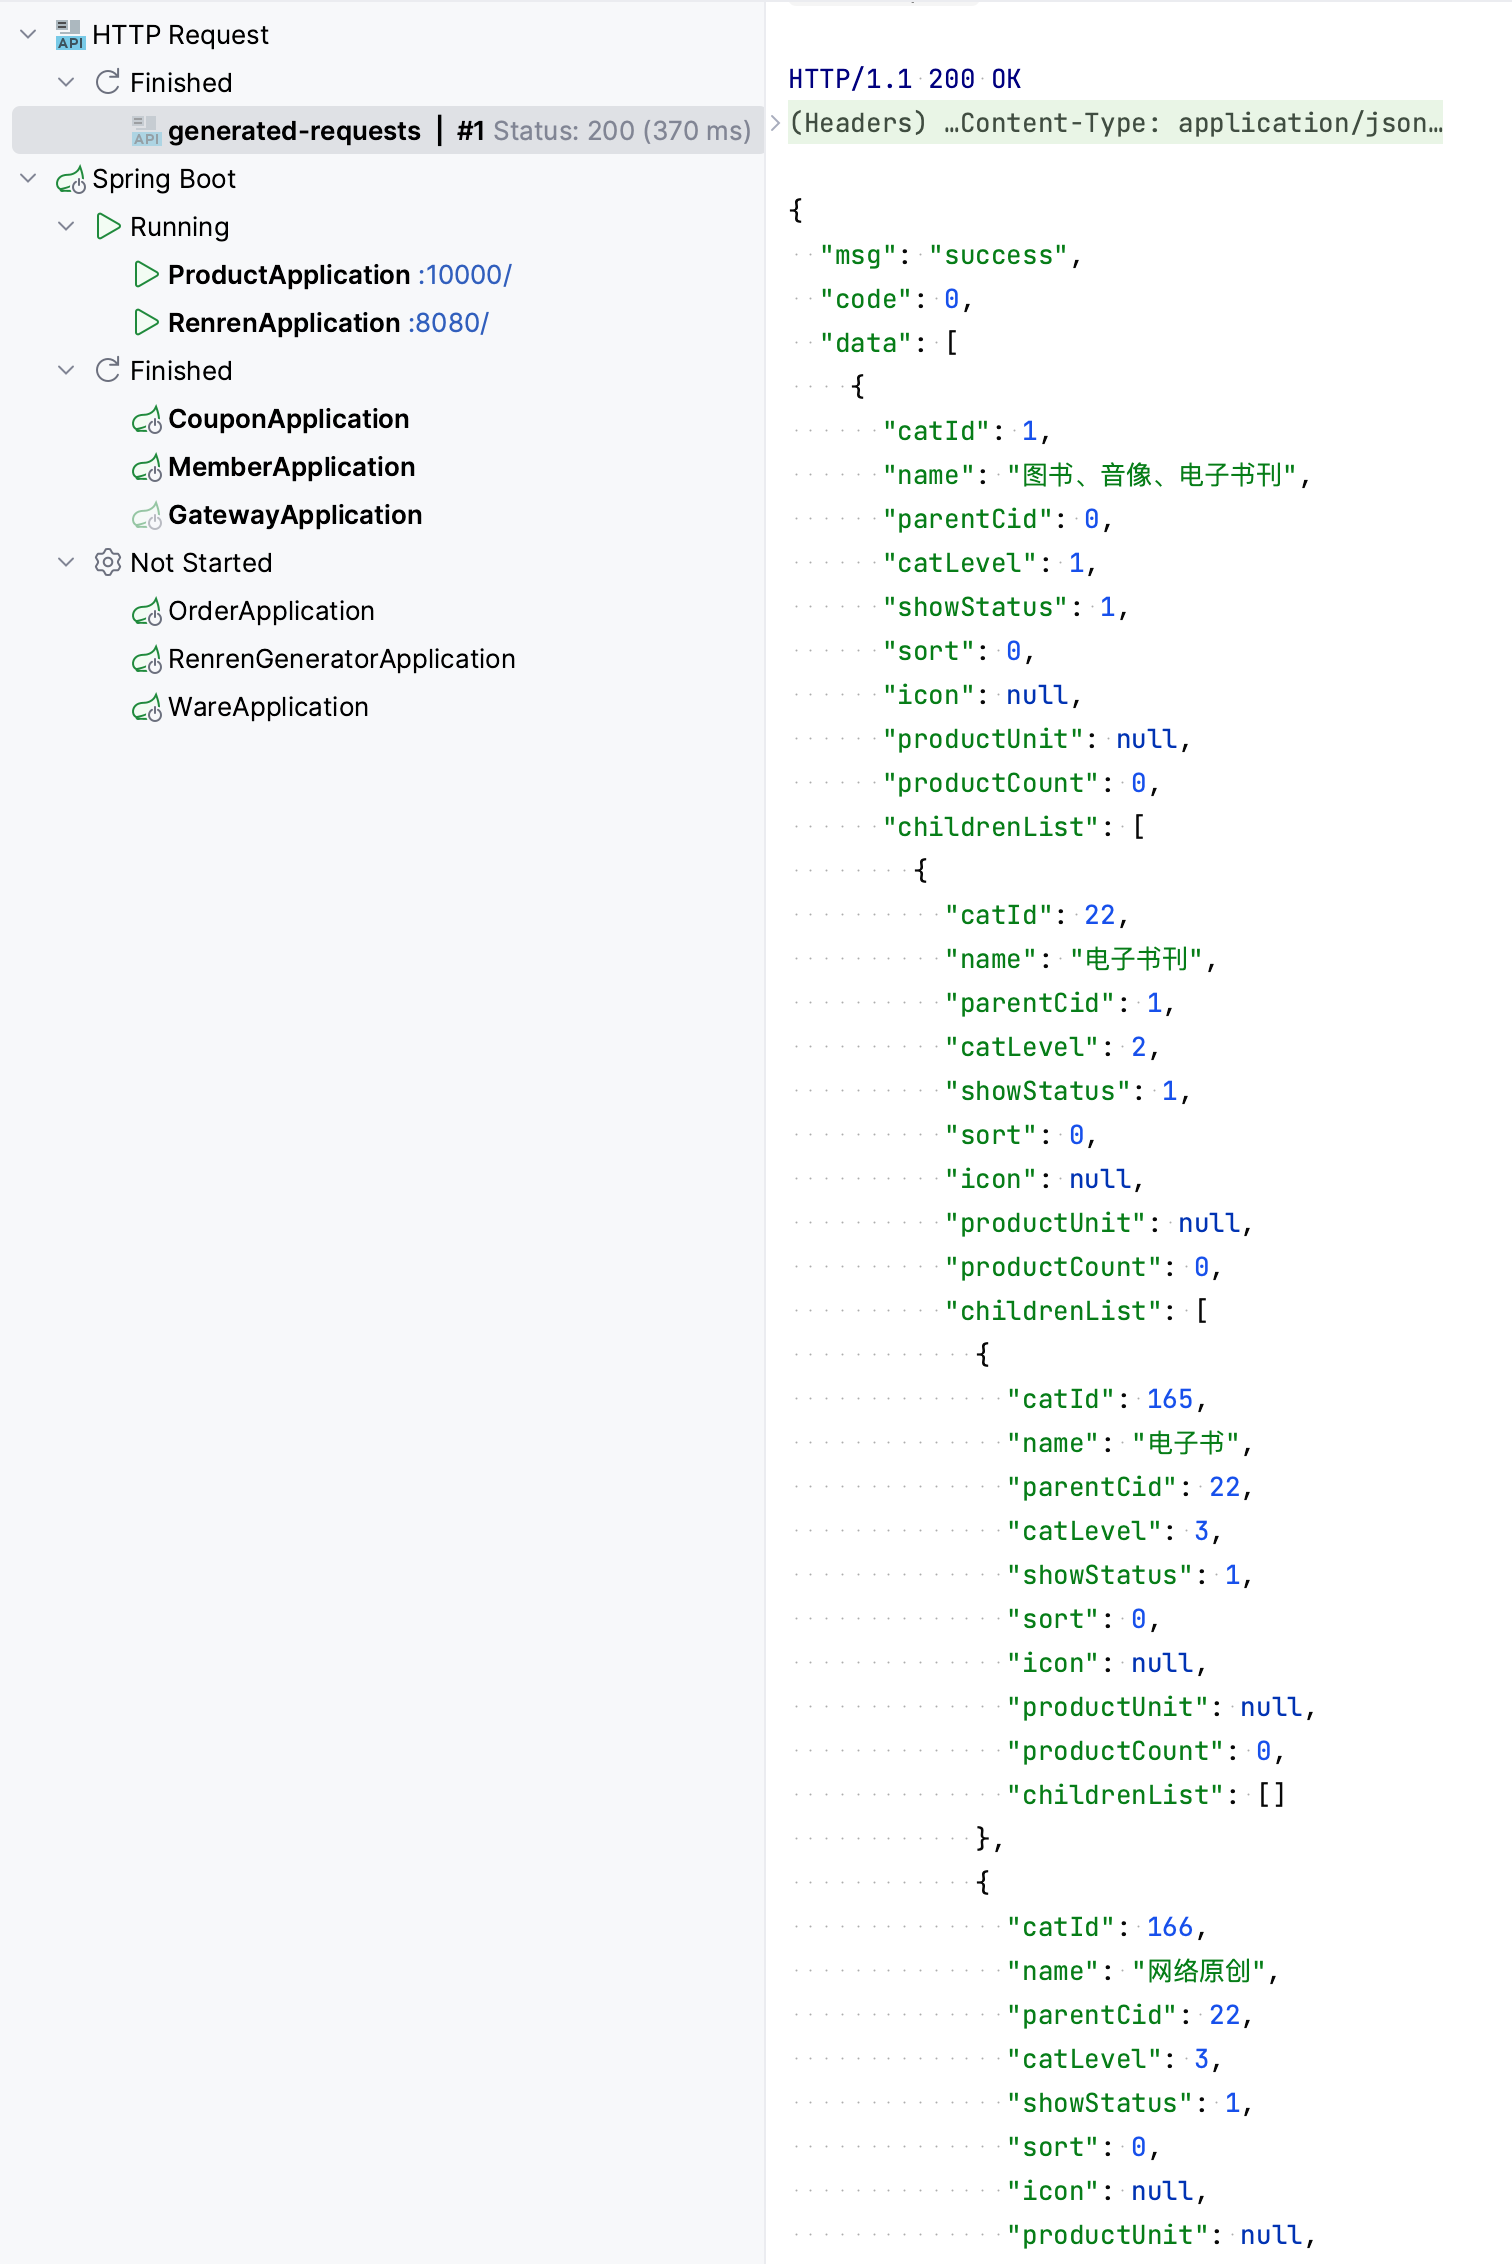 HTTP Request
Finished
generated-requests | #1 Status: 200 (370 ms)
Spring Boot
Running
ProductApplication :10000/
RenrenApplication :8080/
Finished
CouponApplication
MemberApplication
GatewayApplication
Not Started
OrderApplication
RenrenGeneratorApplication
WareApplication
HTTP/1.1 200 OK
(Headers) …Content-Type: application/json…
{
"msg": "success",
"code": 0,
"data": [
{
"catId": 1,
"name": "图书、音像、电子书刊",
"parentCid": 0,
"catLevel": 1,
"showStatus": 1,
"sort": 0,
"icon": null,
"productUnit": null,
"productCount": 0,
"childrenList": [
{
"catId": 22,
"name": "电子书刊",
"parentCid": 1,
"catLevel": 2,
"showStatus": 1,
"sort": 0,
"icon": null,
"productUnit": null,
"productCount": 0,
"childrenList": [
{
"catId": 165,
"name": "电子书",
"parentCid": 22,
"catLevel": 3,
"showStatus": 1,
"sort": 0,
"icon": null,
"productUnit": null,
"productCount": 0,
"childrenList": []
},
{
"catId": 166,
"name": "网络原创",
"parentCid": 22,
"catLevel": 3,
"showStatus": 1,
"sort": 0,
"icon": null,
"productUnit": null,